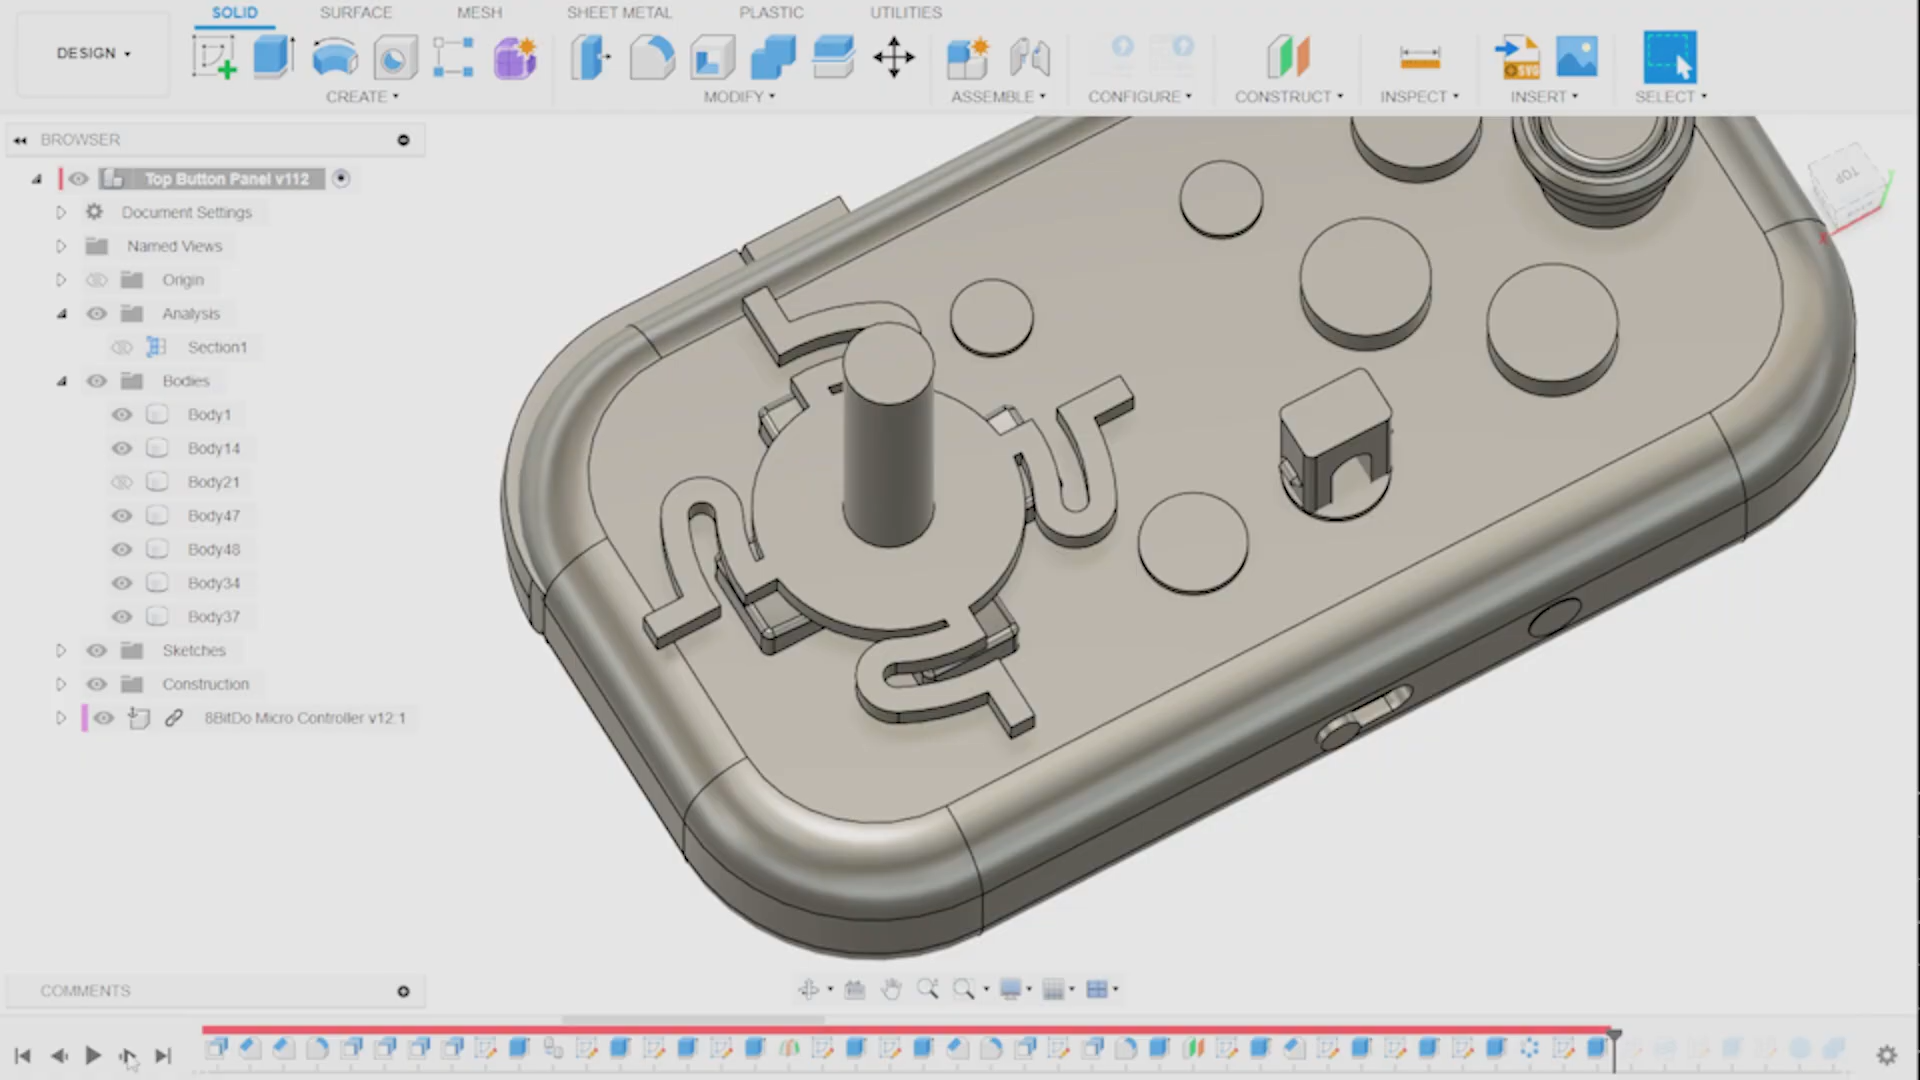 SOLID SURFACE MESH SHEET METAL PLASTIC UTILITIES
DESIGN
CREATE MODIFY ASSEMBLE CONFIGURE CONSTRUCT INSPECT INSERT SELECT
SVG
BROWSER
Top Button Panel v112
Document Settings
Named Views
Origin
Analysis
Section1
Bodies
Body1
Body14
Body21
Body47
Body48
Body34
Body37
Sketches
Construction
8BitDo Micro Controller v12:1
TOP
X
COMMENTS